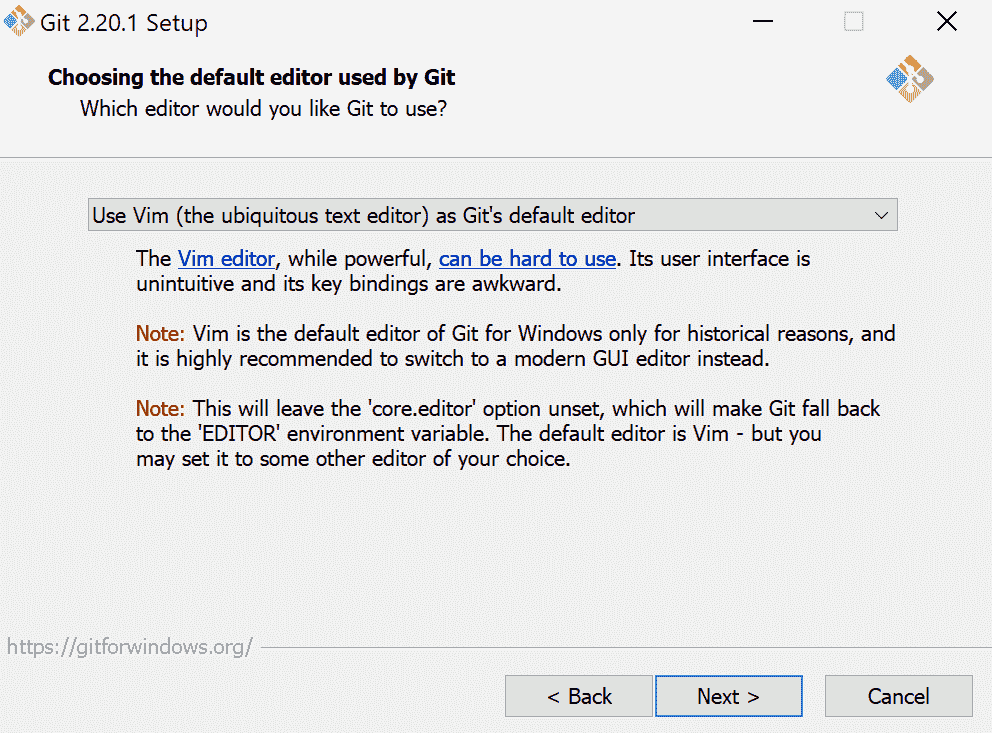 Git 2.20.1 Setup
Choosing the default editor used by Git
Which editor would you like Git to use?
Use Vim (the ubiquitous text editor) as Git's default editor
The Vim editor, while powerful, can be hard to use. Its user interface is
unintuitive and its key bindings are awkward.
Note: Vim is the default editor of Git for Windows only for historical reasons, and
it is highly recommended to switch to a modern GUI editor instead.
Note: This will leave the 'core.editor' option unset, which will make Git fall back
to the 'EDITOR' environment variable. The default editor is Vim - but you
may set it to some other editor of your choice.
https://gitforwindows.org/
< Back Next > Cancel